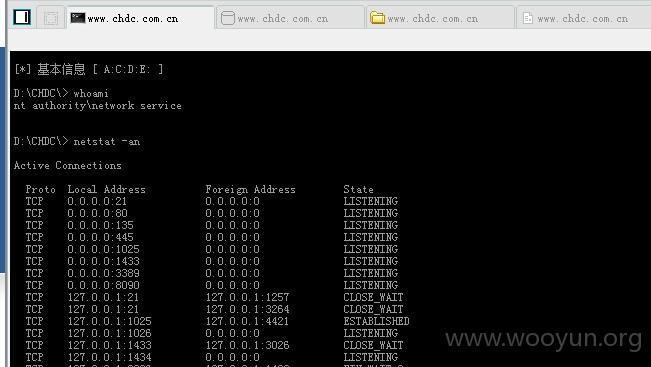 www.chdc.com.cn www.chdc.com.cn www.chdc.com.cn www.chdc.com.cn
[*] 基本信息 [ A:C:D:E: ]
D:\CHDC\> whoami
nt authority\network service
D:\CHDC\> netstat -an
Active Connections
Proto Local Address Foreign Address State
TCP 0.0.0.0:21 0.0.0.0:0 LISTENING
TCP 0.0.0.0:80 0.0.0.0:0 LISTENING
TCP 0.0.0.0:135 0.0.0.0:0 LISTENING
TCP 0.0.0.0:445 0.0.0.0:0 LISTENING
TCP 0.0.0.0:1025 0.0.0.0:0 LISTENING
TCP 0.0.0.0:1433 0.0.0.0:0 LISTENING
TCP 0.0.0.0:3389 0.0.0.0:0 LISTENING
TCP 0.0.0.0:8090 0.0.0.0:0 LISTENING
TCP 127.0.0.1:21 127.0.0.1:1257 CLOSE_WAIT
TCP 127.0.0.1:21 127.0.0.1:3264 CLOSE_WAIT
TCP 127.0.0.1:1025 127.0.0.1:4421 ESTABLISHED
TCP 127.0.0.1:1026 0.0.0.0:0 LISTENING
TCP 127.0.0.1:1433 127.0.0.1:3026 CLOSE_WAIT
TCP 127.0.0.1:1434 0.0.0.0:0 LISTENING
www.wooyun.org